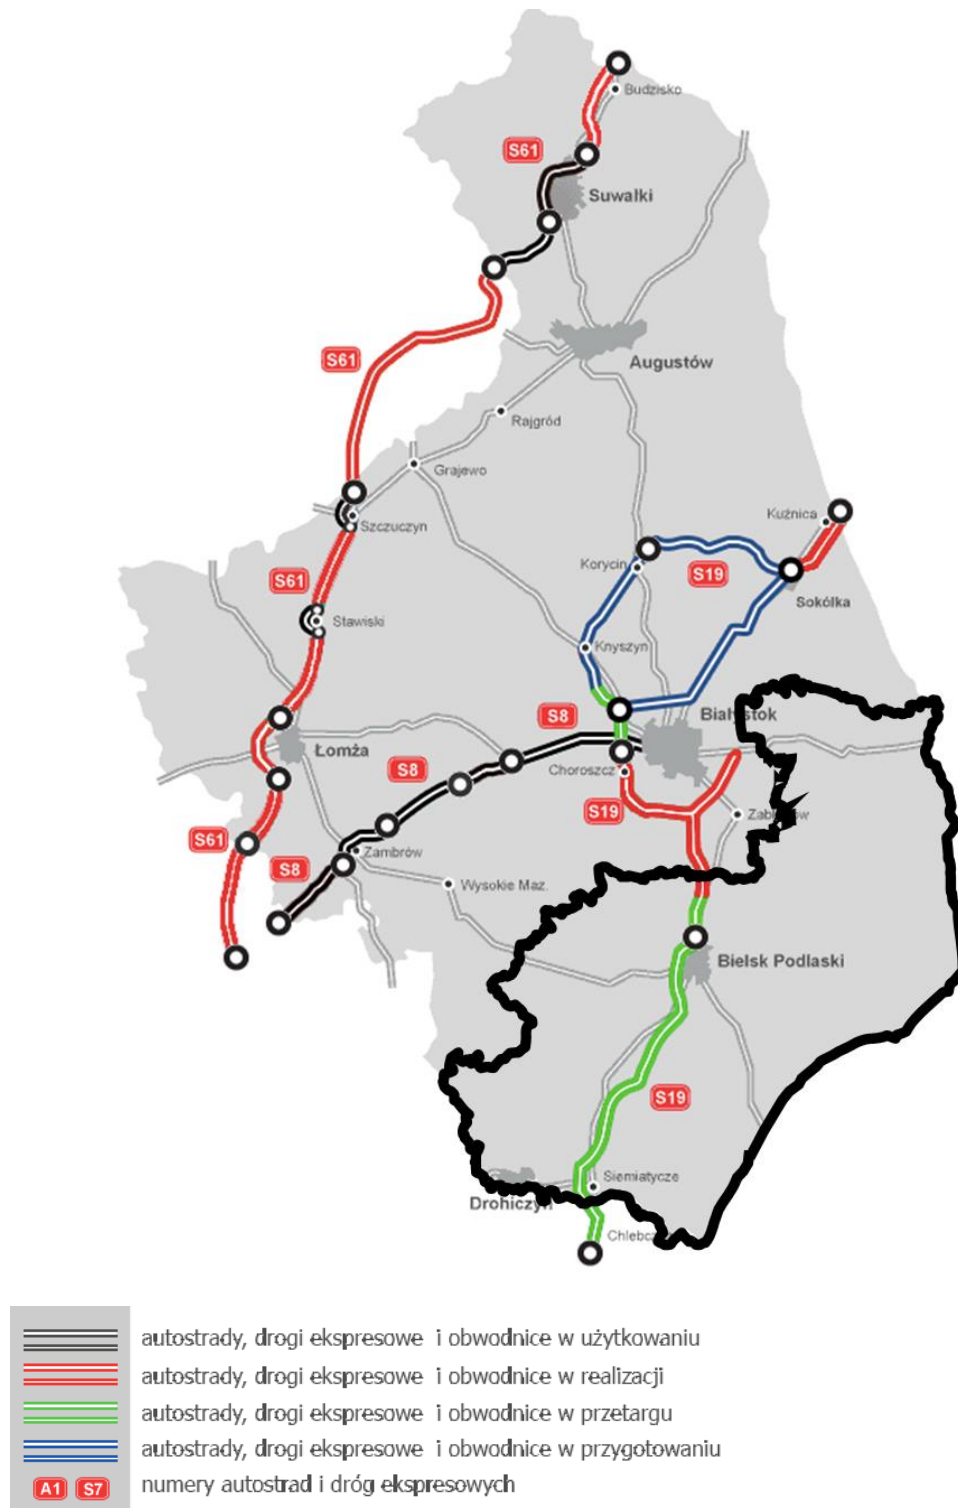 Budzisko
S61
Suwałki
S61
Augustów
Rajgród
Grajewo
Szczuczyn
Kuźnica
Korycin
S19
S61
Sokółka
Stawiski
Knyszyn
S8
Białystok
Łomża
S8
Choroszcz
S19
S61
Zambrów
S8
Wysokie Maz.
Bielsk Podlaski
S19
Siemiatycze
Drohiczyn
autostrady, drogi ekspresowe i obwodnice w użytkowaniu
autostrady, drogi ekspresowe i obwodnice w realizacji
autostrady, drogi ekspresowe i obwodnice w przetargu
autostrady, drogi ekspresowe i obwodnice w przygotowaniu
A1 S7 numery autostrad i dróg ekspresowych